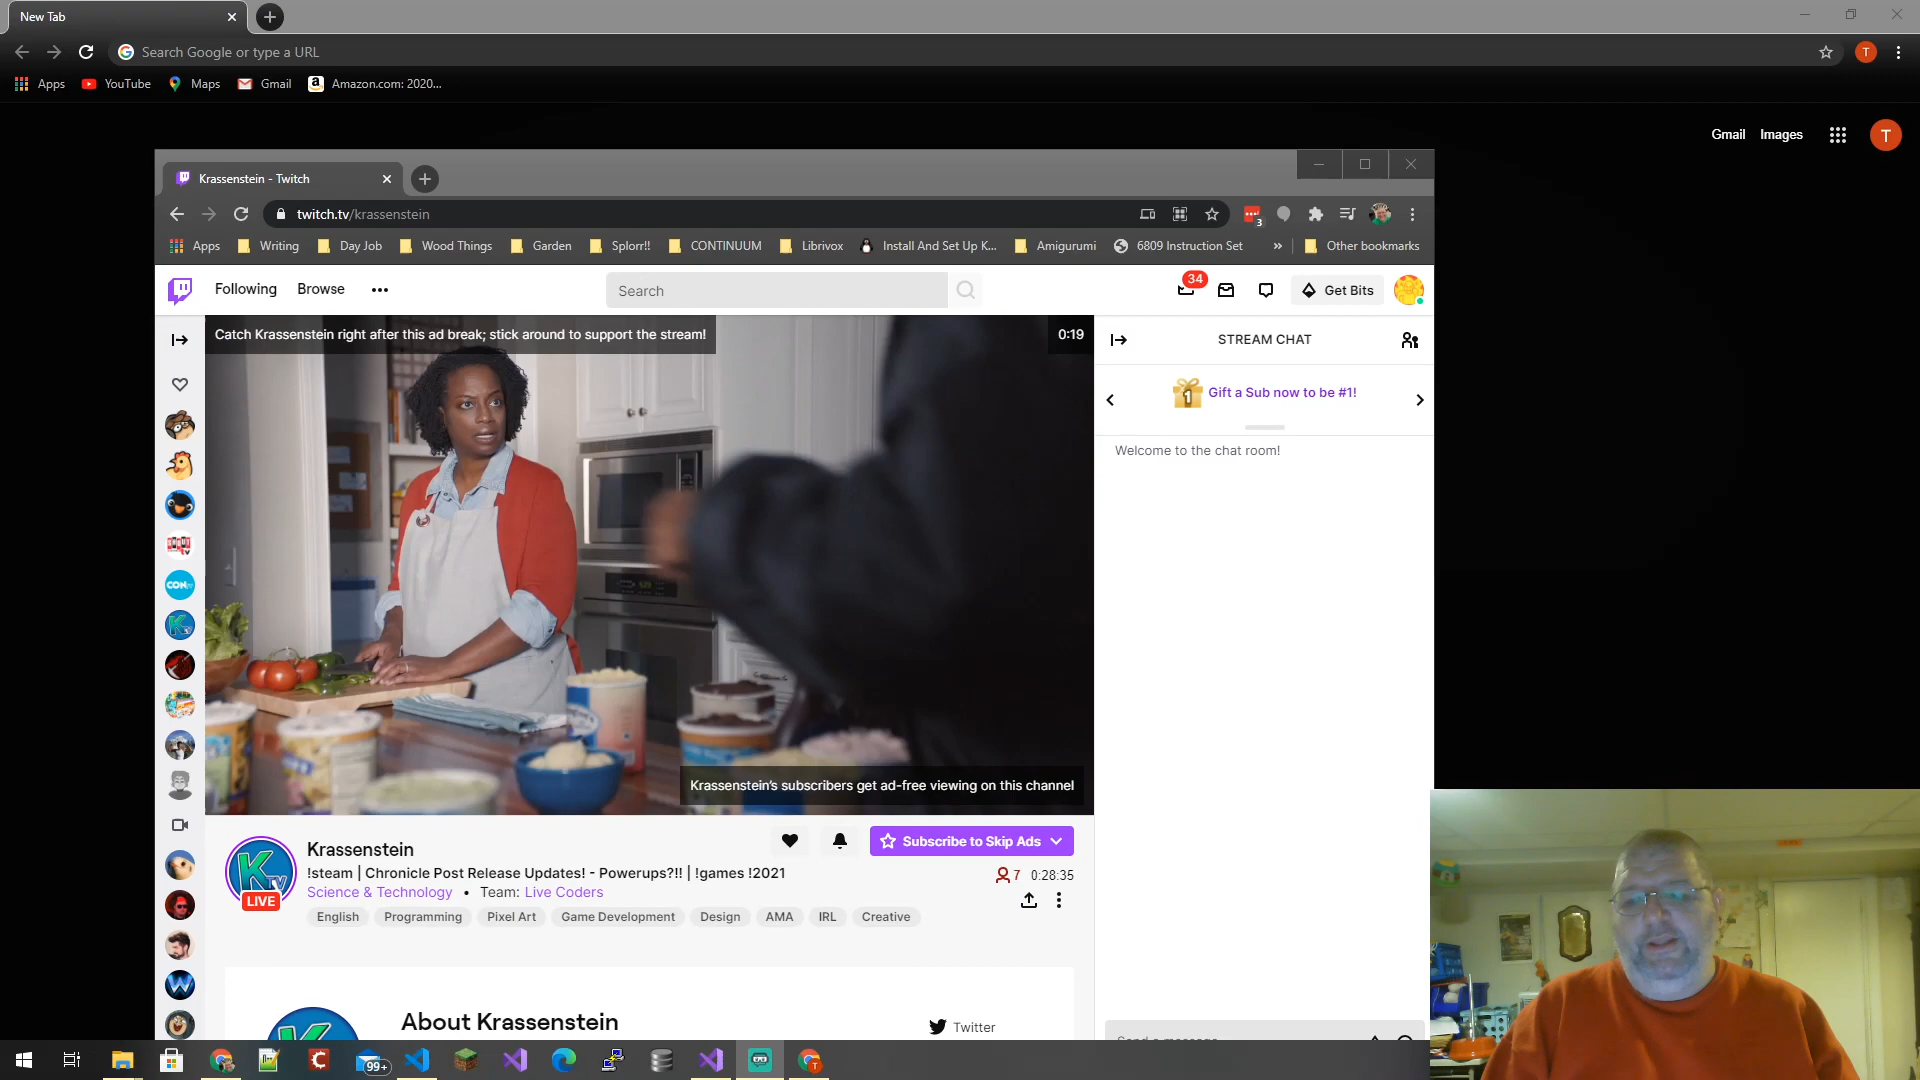 New Tab
Search Google or type a URL
T
Apps
YouTube
Maps
Gmail
Amazon.com: 2020...
Gmail
Images
T
Krassenstein - Twitch
twitch.tv/krassenstein
3
Apps
Writing
Day Job
Wood Things
Garden
Splorr!!
CONTINUUM
Librivox
Install And Set Up K...
Amigurumi
6809 Instruction Set
»
Other bookmarks
Following
Browse
Search
34
Get Bits
Catch Krassenstein right after this ad break; stick around to support the stream!
0:19
STREAM CHAT
1
Gift a Sub now to be #1!
Welcome to the chat room!
CON
Krassenstein's subscribers get ad-free viewing on this channel
K TV
LIVE
Krassenstein
Subscribe to Skip Ads
!steam | Chronicle Post Release Updates! - Powerups?!! | !games !2021
7
0:28:35
Science & Technology • Team: Live Coders
English
Programming
Pixel Art
Game Development
Design
AMA
IRL
Creative
W
About Krassenstein
Twitter
99+
T